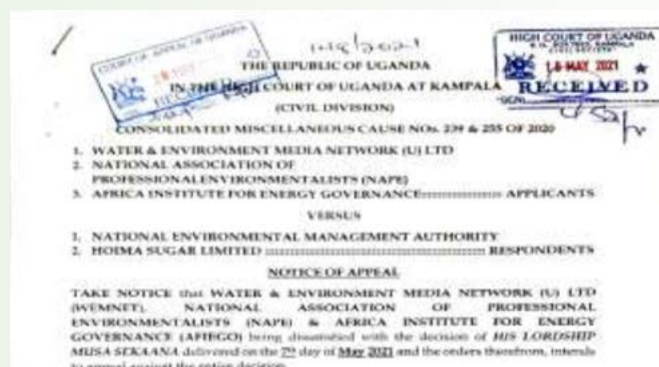 COURT OF APPEAL OF UGANDA
HIGH COURT OF UGANDA
18 MAY 2021
RECEIVED
THE REPUBLIC OF UGANDA
IN THE HIGH COURT OF UGANDA AT KAMPALA
(CIVIL DIVISION)
CONSOLIDATED MISCELLANEOUS CAUSE NOs. 239 & 255 OF 2020
1. WATER & ENVIRONMENT MEDIA NETWORK (U) LTD
2. NATIONAL ASSOCIATION OF
PROFESSIONALENVIRONMENTALISTS (NAPE)
3. AFRICA INSTITUTE FOR ENERGY GOVERNANCE::::::::::::::::: APPLICANTS
VERSUS
1. NATIONAL ENVIRONMENTAL MANAGEMENT AUTHORITY
2. HOIMA SUGAR LIMITED ::::::::::::::::::::::::::::::::::::::::: RESPONDENTS
NOTICE OF APPEAL
TAKE NOTICE that WATER & ENVIRONMENT MEDIA NETWORK (U) LTD
(WEMNET), NATIONAL ASSOCIATION OF PROFESSIONAL
ENVIRONMENTALISTS (NAPE) & AFRICA INSTITUTE FOR ENERGY
GOVERNANCE (AFIEGO) being dissatisfied with the decision of HIS LORDSHIP
MUSA SEKAANA delivered on the 7th day of May 2021 and the orders therefrom, intends
to appeal against the entire decision.